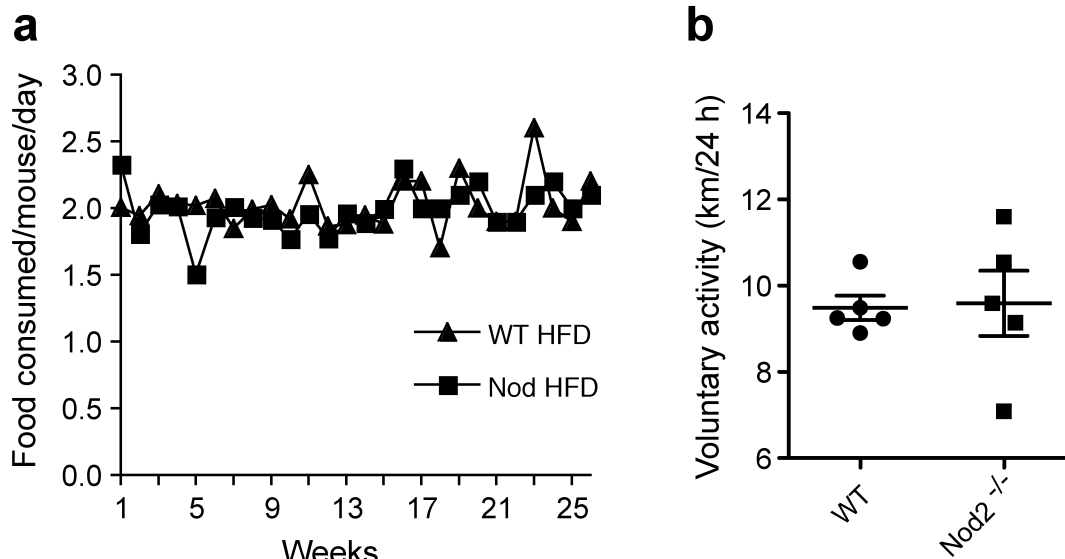 a
Food consumed/mouse/day
3.0
2.5
2.0
1.5
1.0
0.5
0.0
WT HFD
Nod HFD
1 5 9 13 17 21 25
Weeks
b
Voluntary activity (km/24 h)
14
12
10
8
6
WT
Nod2 -/-